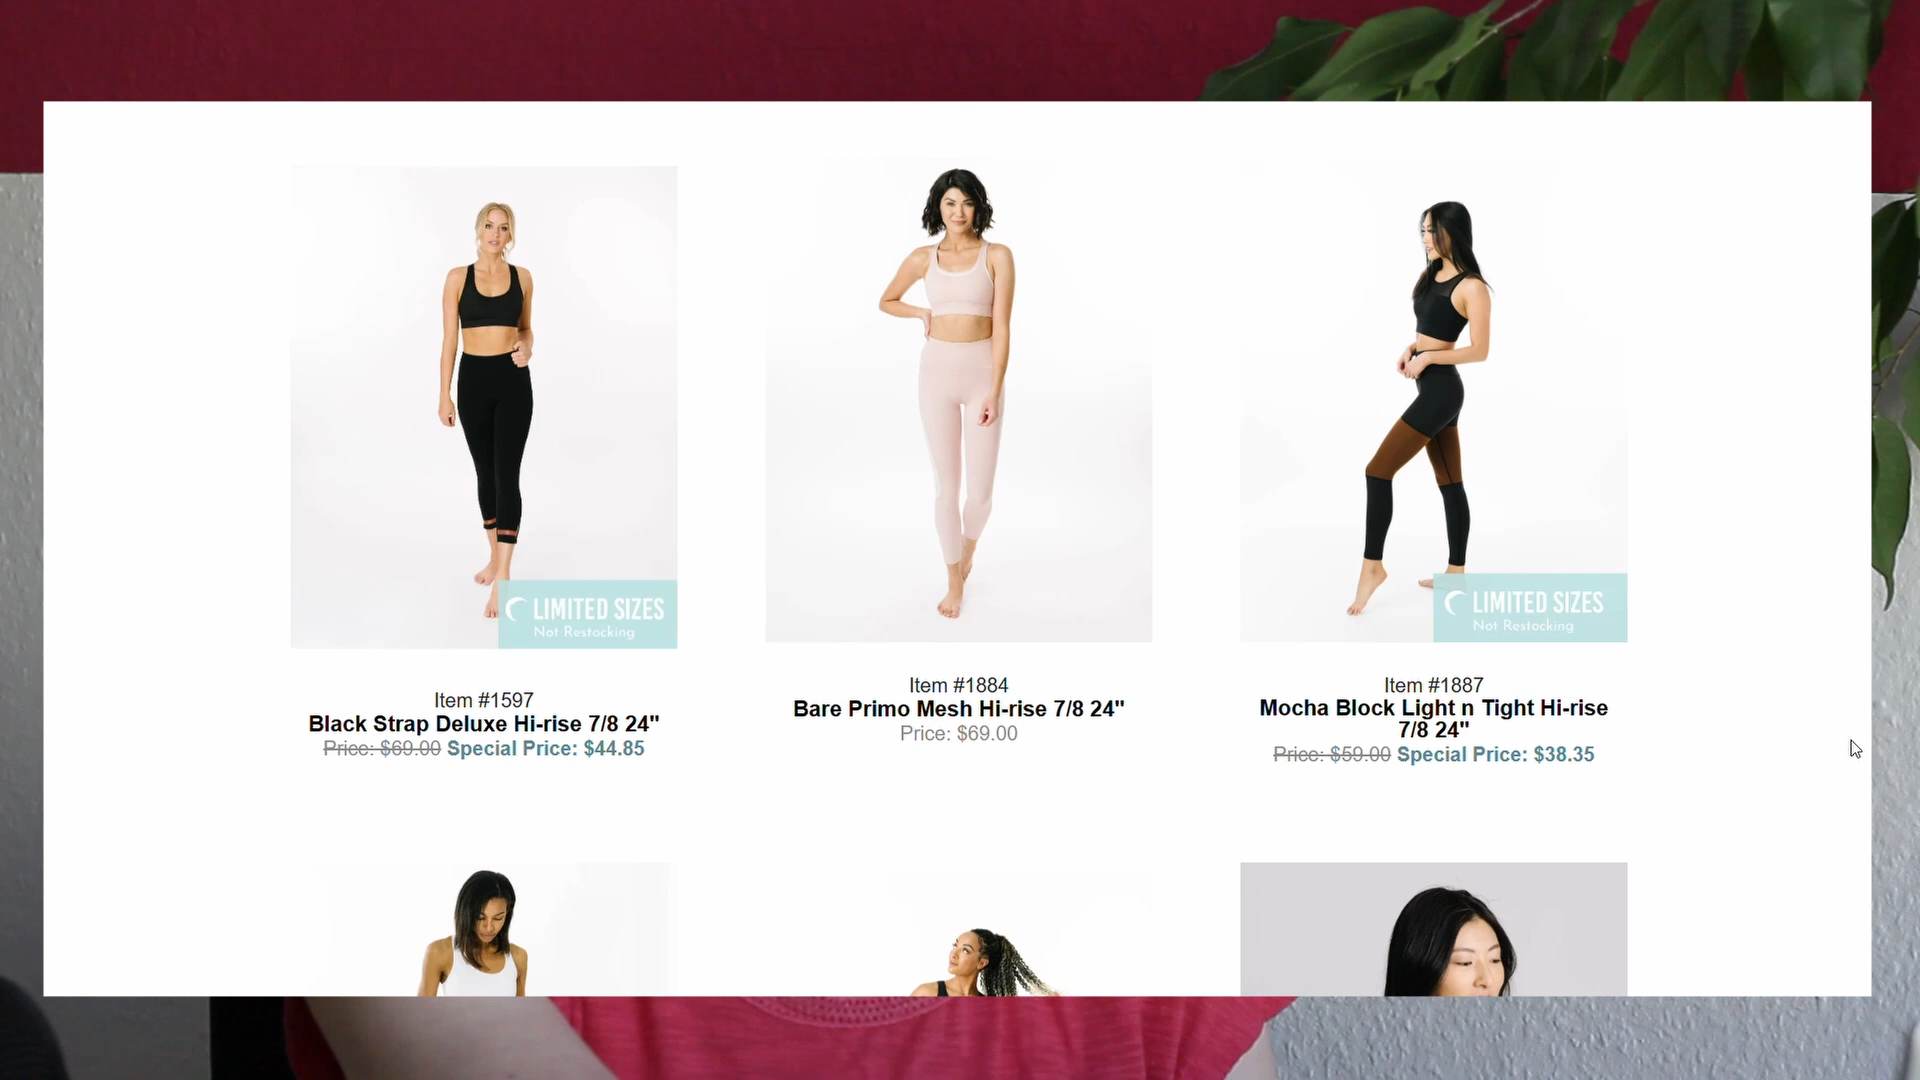 LIMITED SIZES
Not Restocking
Item #1597
Black Strap Deluxe Hi-rise 7/8 24"
Price: $69.00 Special Price: $44.85
Item #1884
Bare Primo Mesh Hi-rise 7/8 24"
Price: $69.00
LIMITED SIZES
Not Restocking
Item #1887
Mocha Block Light n Tight Hi-rise
7/8 24"
Price: $59.00 Special Price: $38.35